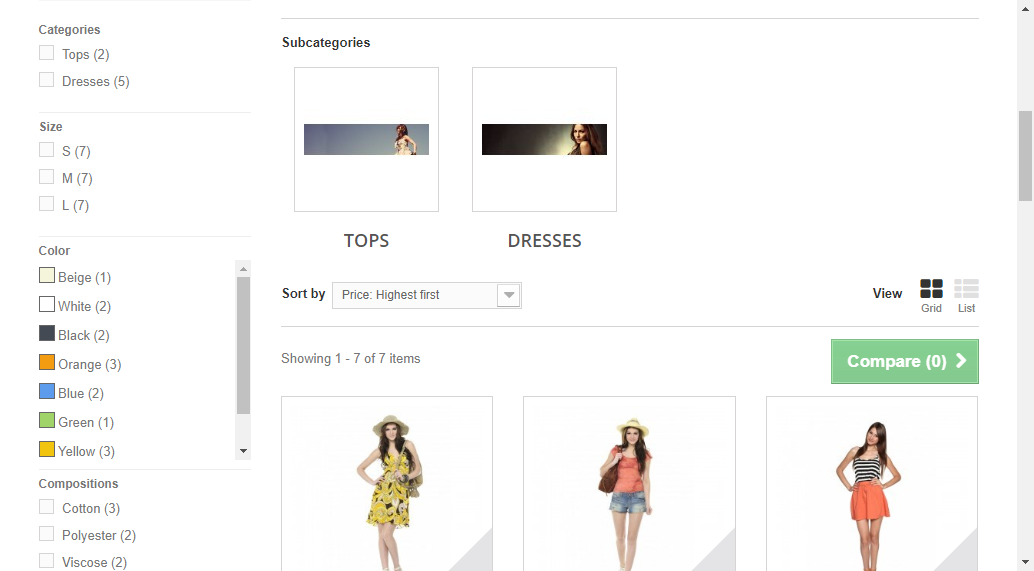 Categories
Tops (2)
Dresses (5)
Size
S (7)
M (7)
L (7)
Color
Beige (1)
White (2)
Black (2)
Orange (3)
Blue (2)
Green (1)
Yellow (3)
Compositions
Cotton (3)
Polyester (2)
Viscose (2)
Subcategories
TOPS
DRESSES
Sort by
Price: Highest first
View
Grid
List
Showing 1 - 7 of 7 items
Compare (0)